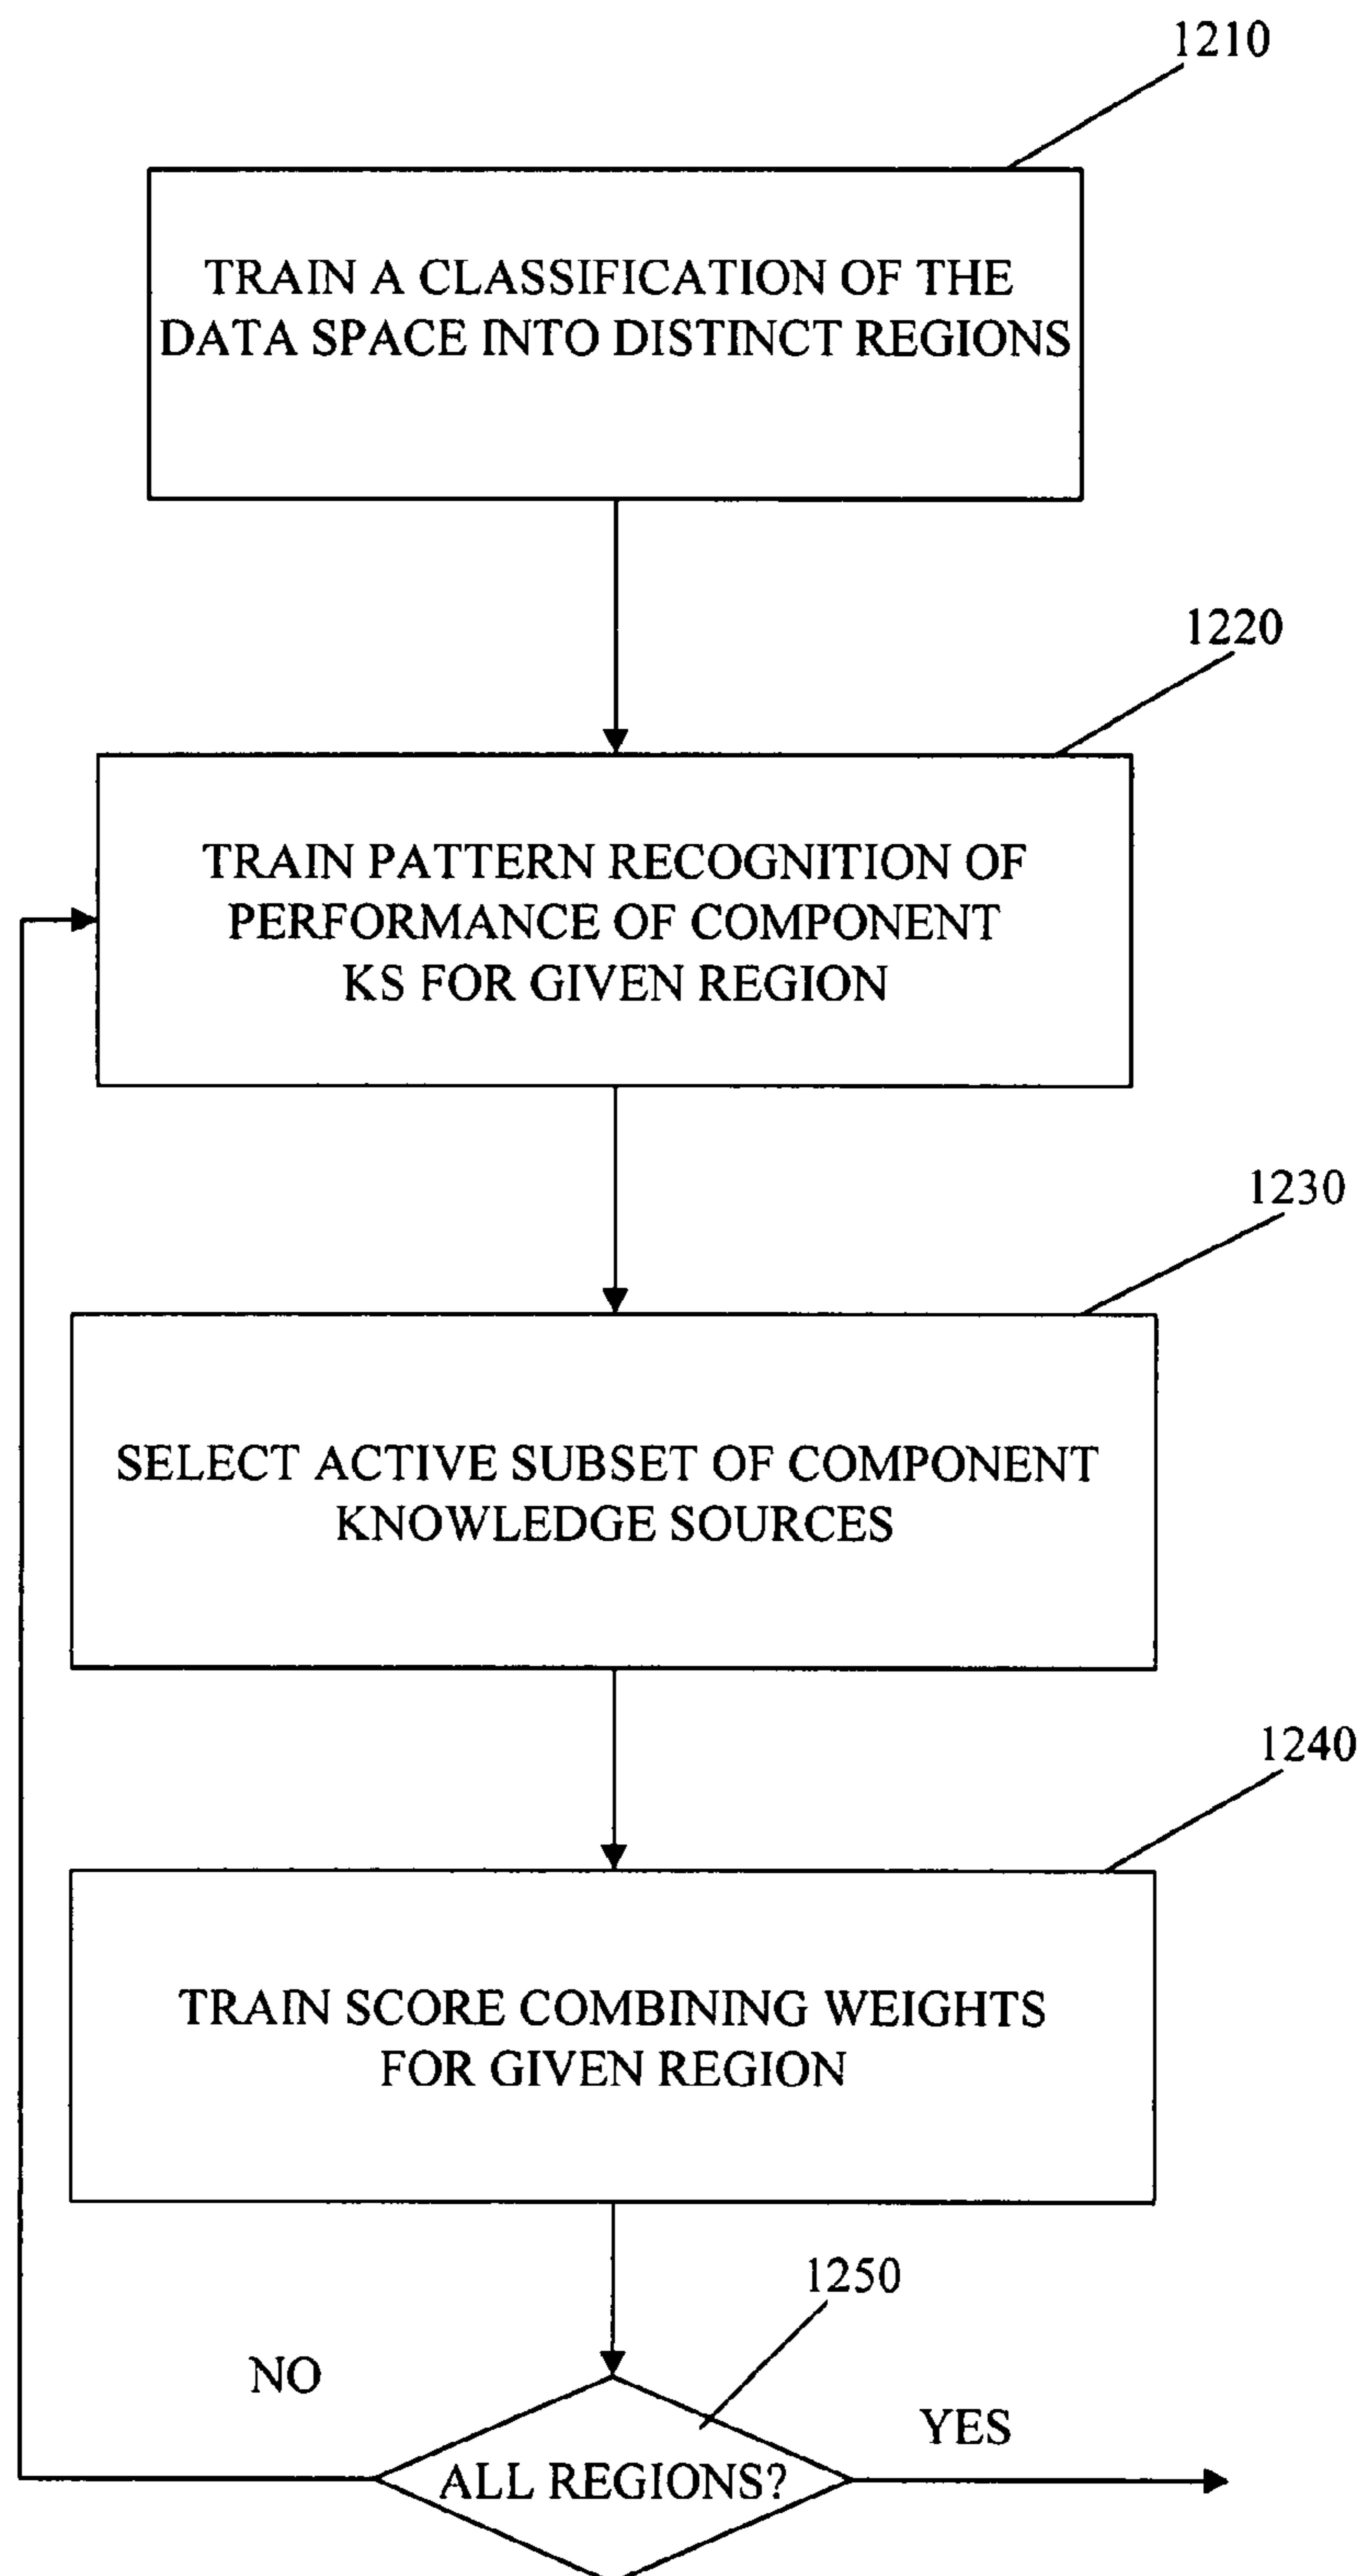 1210
TRAIN A CLASSIFICATION OF THE
DATA SPACE INTO DISTINCT REGIONS
1220
TRAIN PATTERN RECOGNITION OF
PERFORMANCE OF COMPONENT
KS FOR GIVEN REGION
1230
SELECT ACTIVE SUBSET OF COMPONENT
KNOWLEDGE SOURCES
1240
TRAIN SCORE COMBINING WEIGHTS
FOR GIVEN REGION
1250
NO
YES
ALL REGIONS?